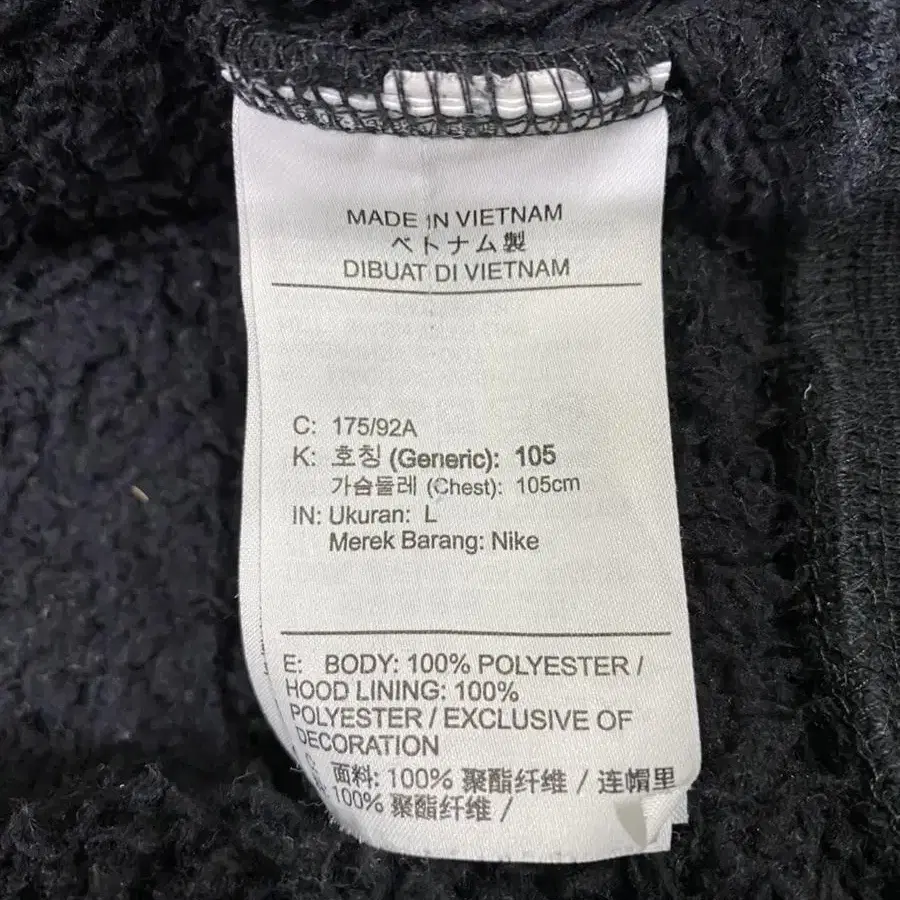 MADE IN VIETNAM
ベトナム製
DIBUAT DI VIETNAM
C: 175/92A
K: 호칭 (Generic): 105
가슴둘레 (Chest): 105cm
IN: Ukuran: L
Merek Barang: Nike
E: BODY: 100% POLYESTER /
HOOD LINING: 100%
POLYESTER / EXCLUSIVE OF
DECORATION
面料: 100% 聚酯纤维 / 连帽里
100% 聚酯纤维 /